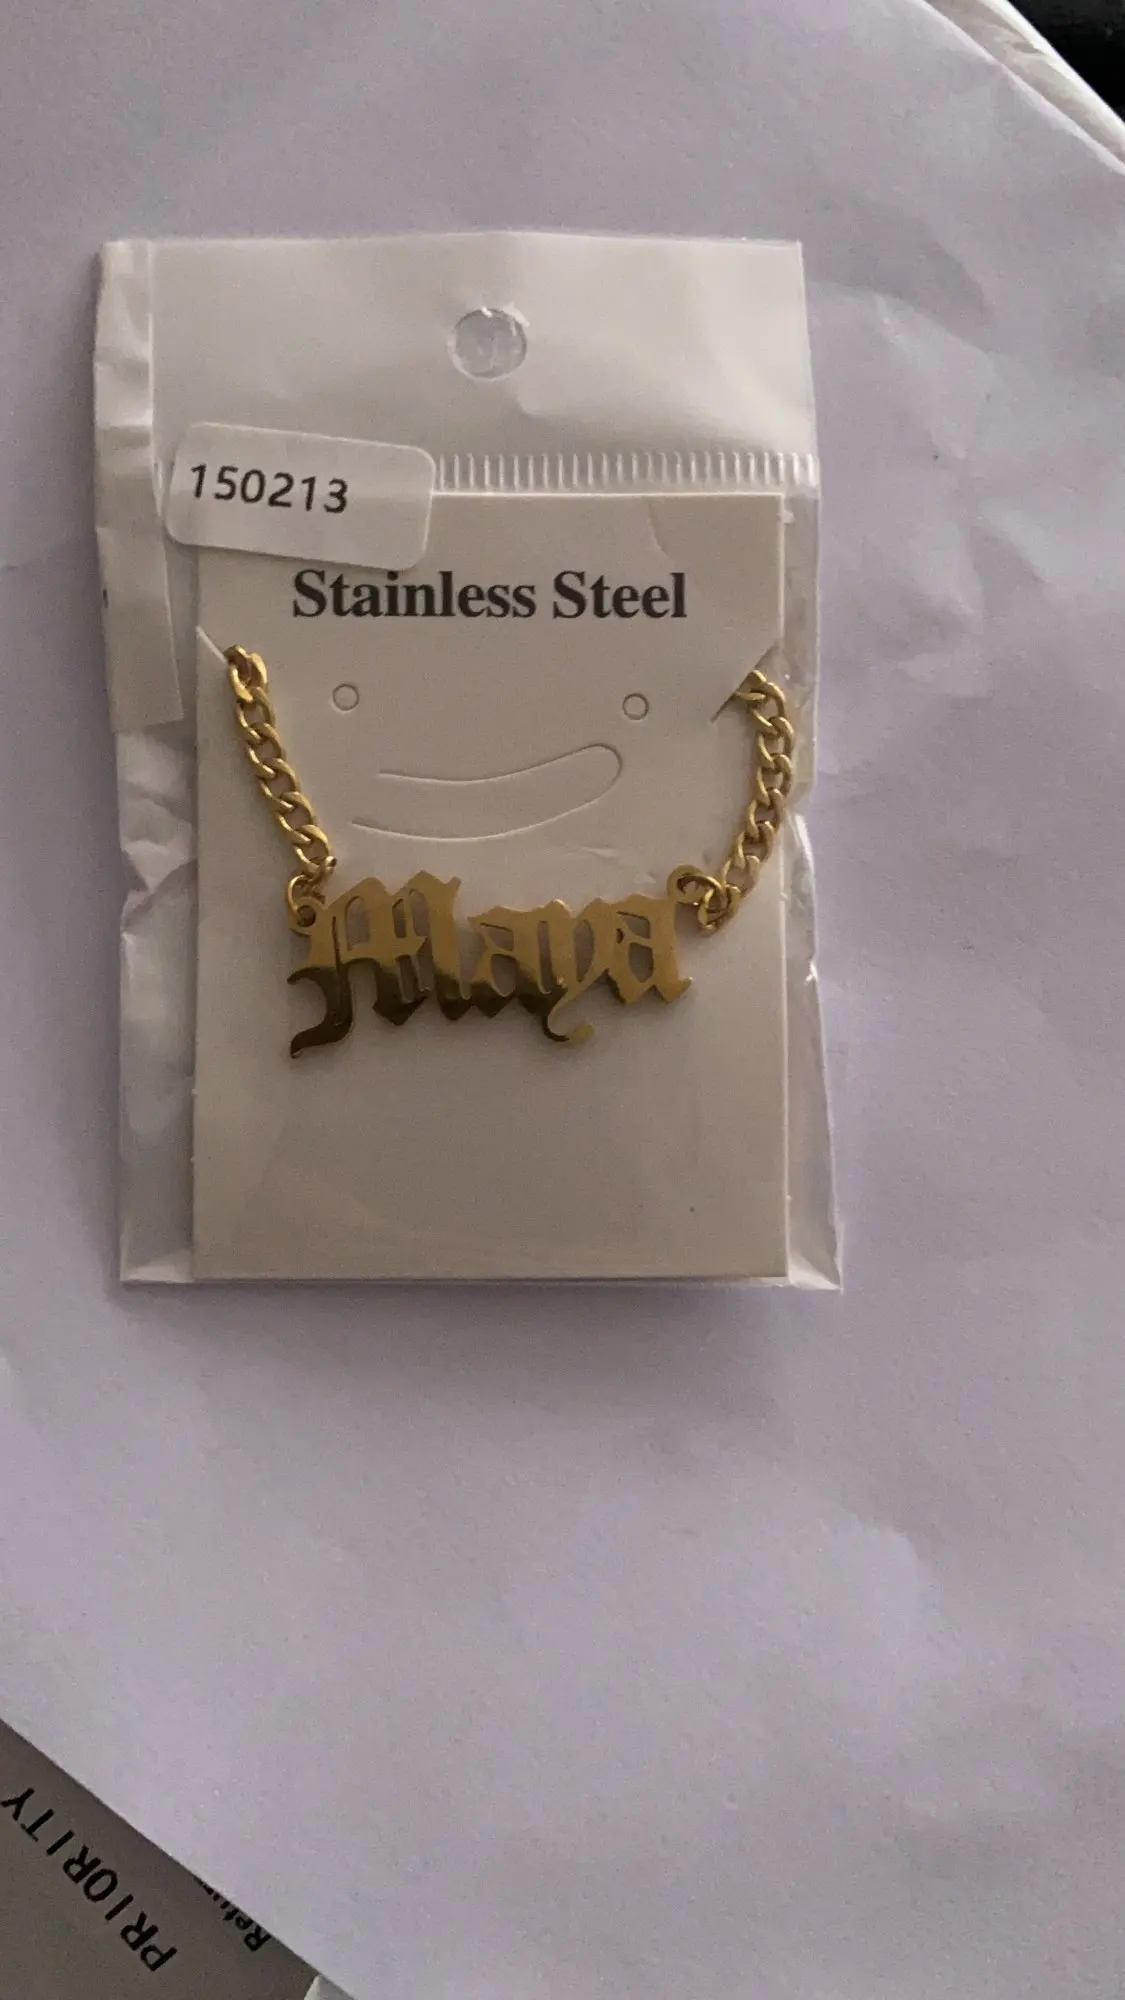 150213
Stainless Steel
Maya
PRIORITY